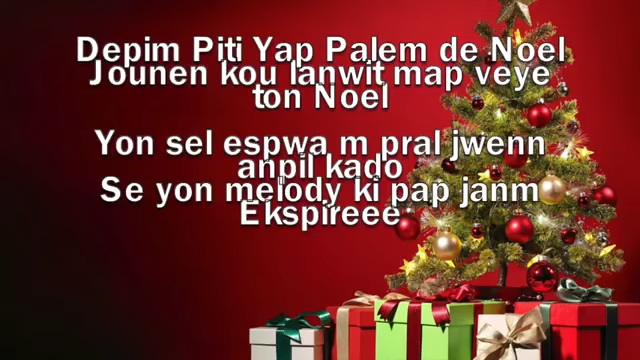 Depim Piti Yap Palem de Noel
Jounen kou lanwit map veye
ton Noel
Yon sel espwa m pral jwenn
anpil kado
Se yon melody ki pap janm
Ekspireee